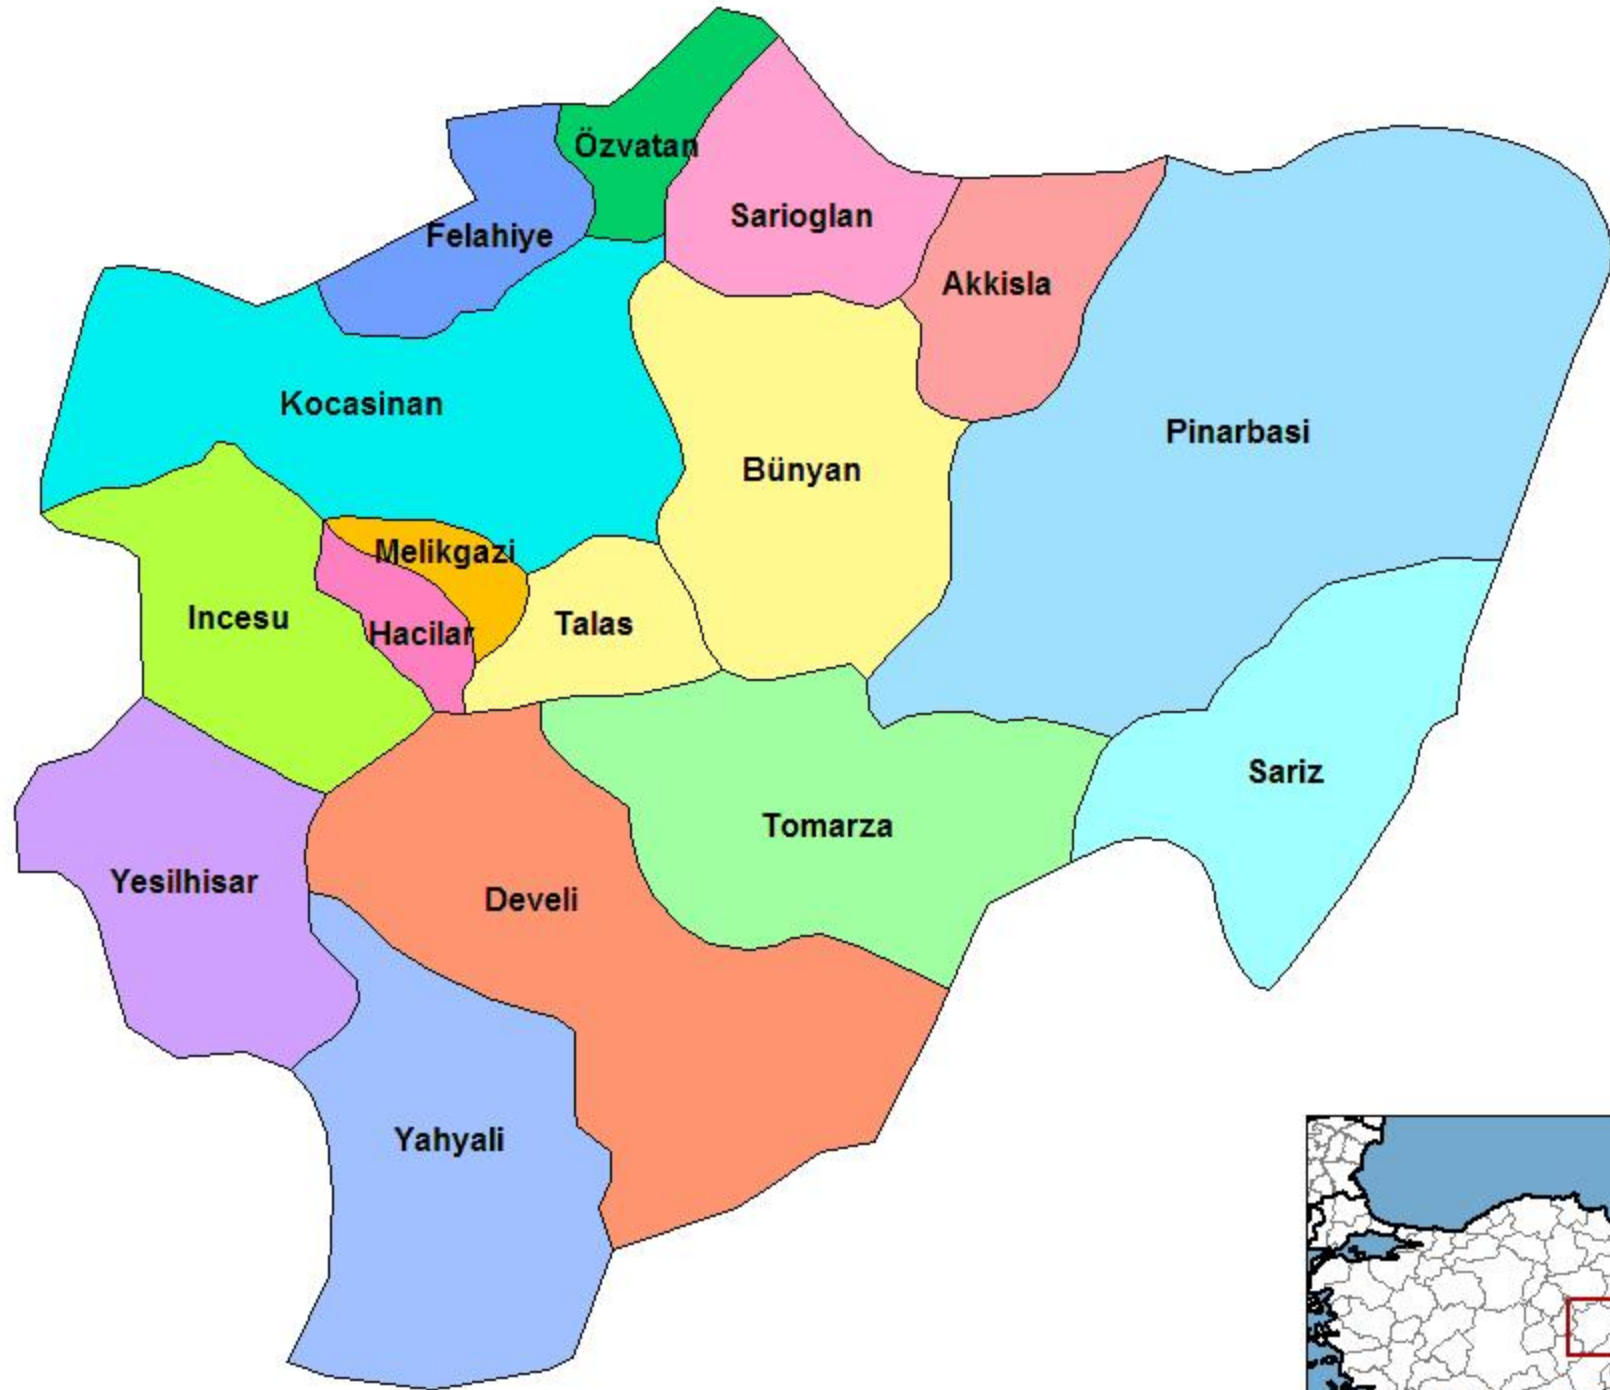 Özvatan
Sarioglan
Felahiye
Akkisla
Kocasinan
Pinarbasi
Bünyan
Melikgazi
Incesu
Hacilar
Talas
Sariz
Tomarza
Yesilhisar
Develi
Yahyali